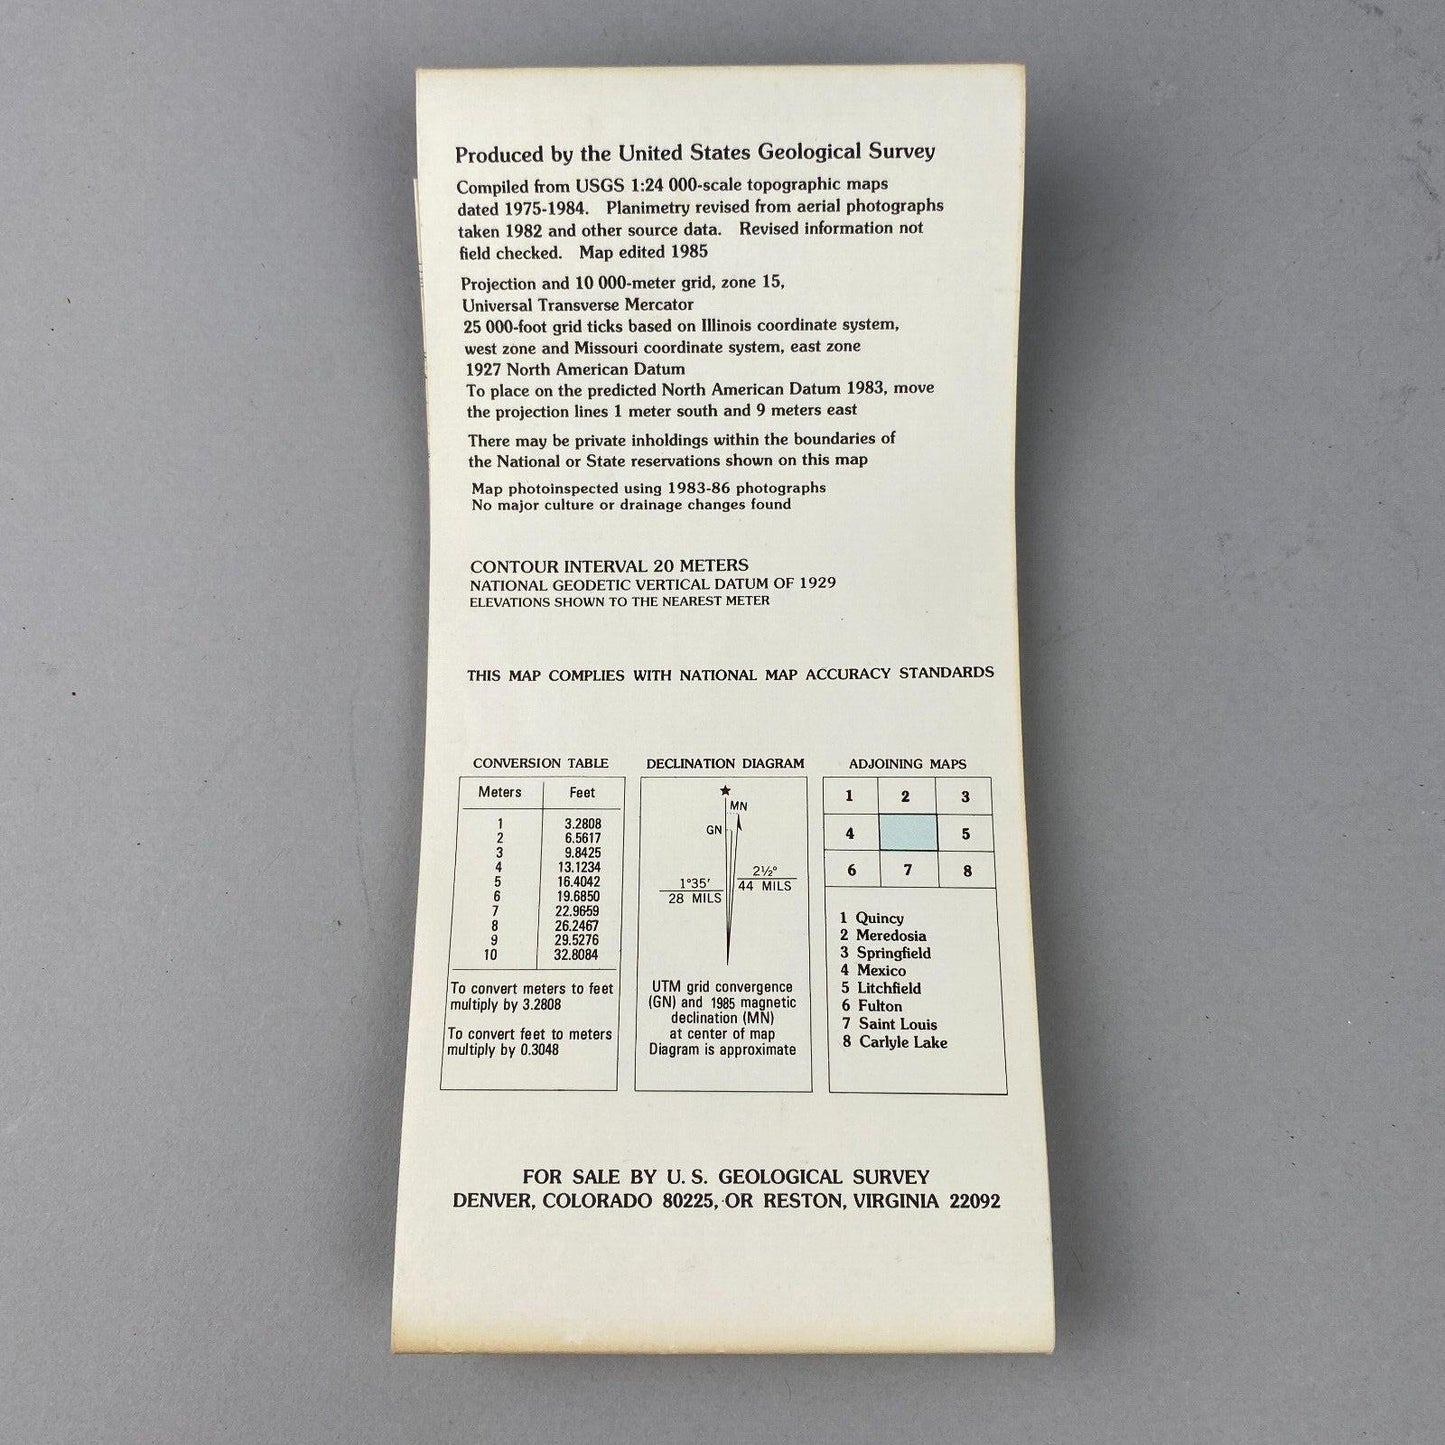 Produced by the United States Geological Survey
Compiled from USGS 1:24 000-scale topographic maps
dated 1975-1984. Planimetry revised from aerial photographs
taken 1982 and other source data. Revised information not
field checked. Map edited 1985
Projection and 10 000-meter grid, zone 15,
Universal Transverse Mercator
25 000-foot grid ticks based on Illinois coordinate system,
west zone and Missouri coordinate system, east zone
1927 North American Datum
To place on the predicted North American Datum 1983, move
the projection lines 1 meter south and 9 meters east
There may be private inholdings within the boundaries of
the National or State reservations shown on this map
Map photoinspected using 1983-86 photographs
No major culture or drainage changes found
CONTOUR INTERVAL 20 METERS
NATIONAL GEODETIC VERTICAL DATUM OF 1929
ELEVATIONS SHOWN TO THE NEAREST METER
THIS MAP COMPLIES WITH NATIONAL MAP ACCURACY STANDARDS
CONVERSION TABLE
Meters Feet
1 3.2808
2 6.5617
3 9.8425
4 13.1234
5 16.4042
6 19.6850
7 22.9659
8 26.2467
9 29.5276
10 32.8084
To convert meters to feet
multiply by 3.2808
To convert feet to meters
multiply by 0.3048
DECLINATION DIAGRAM
MN
GN
1°35′
28 MILS
2½°
44 MILS
UTM grid convergence
(GN) and 1985 magnetic
declination (MN)
at center of map
Diagram is approximate
ADJOINING MAPS
1 2 3
4 5
6 7 8
1 Quincy
2 Meredosia
3 Springfield
4 Mexico
5 Litchfield
6 Fulton
7 Saint Louis
8 Carlyle Lake
FOR SALE BY U. S. GEOLOGICAL SURVEY
DENVER, COLORADO 80225, OR RESTON, VIRGINIA 22092